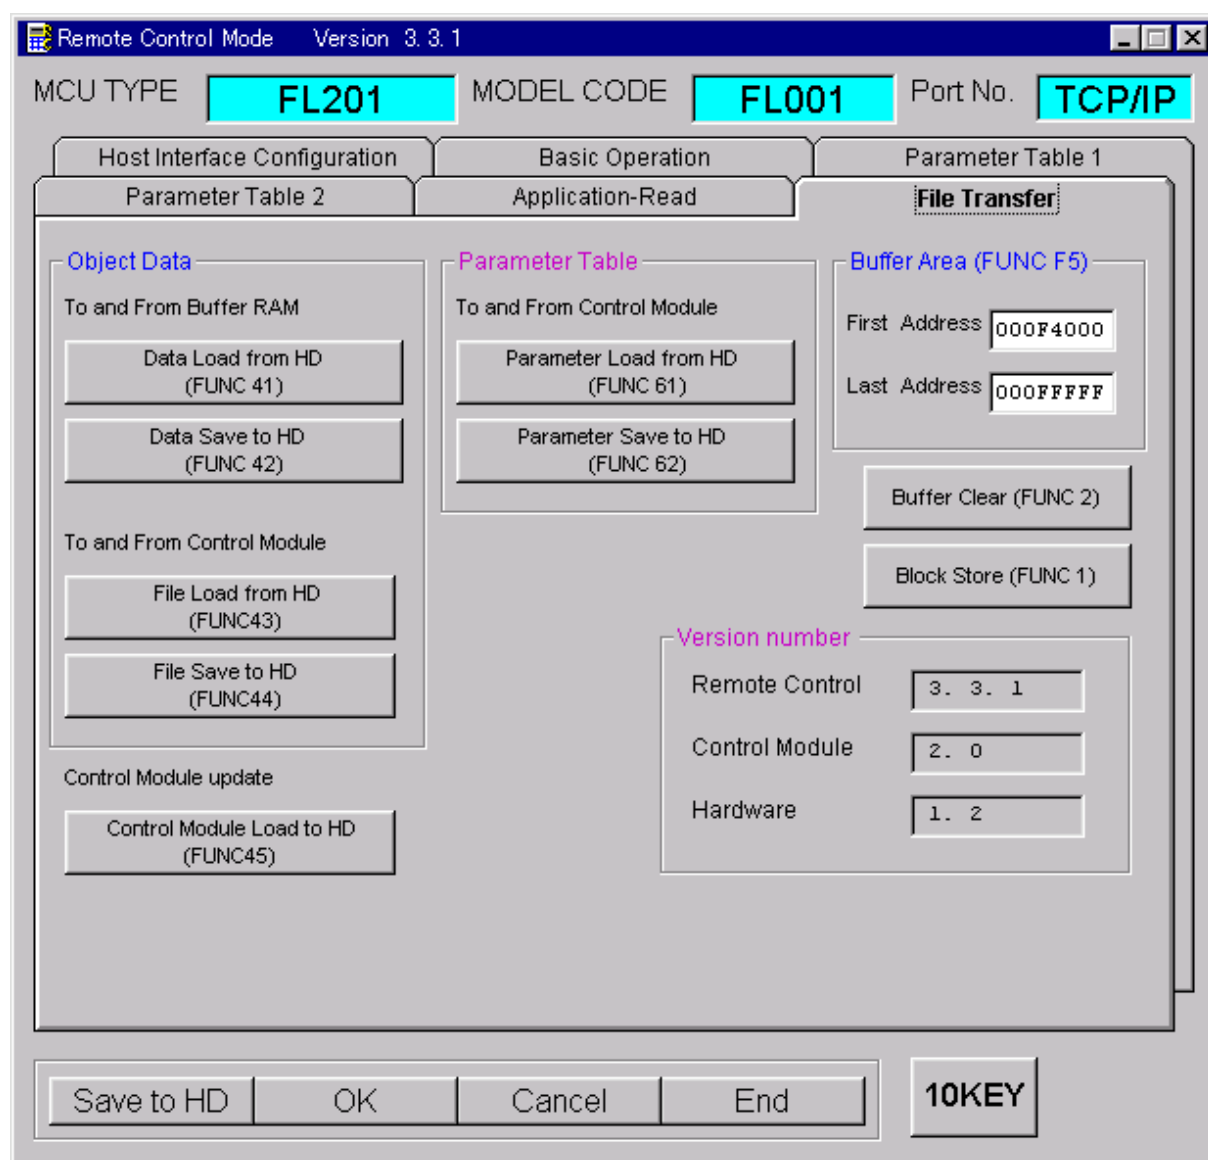 Remote Control Mode Version 3. 3. 1
MCU TYPE FL201 MODEL CODE FL001 Port No. TCP/IP
Host Interface Configuration Basic Operation Parameter Table 1
Parameter Table 2 Application-Read File Transfer
Object Data
To and From Buffer RAM
Data Load from HD
(FUNC 41)
Data Save to HD
(FUNC 42)
To and From Control Module
File Load from HD
(FUNC43)
File Save to HD
(FUNC44)
Control Module update
Control Module Load to HD
(FUNC45)
Parameter Table
To and From Control Module
Parameter Load from HD
(FUNC 61)
Parameter Save to HD
(FUNC 62)
Buffer Area (FUNC F5)
First Address 000F4000
Last Address 000FFFFF
Buffer Clear (FUNC 2)
Block Store (FUNC 1)
Version number
Remote Control 3. 3. 1
Control Module 2. 0
Hardware 1. 2
Save to HD OK Cancel End 10KEY